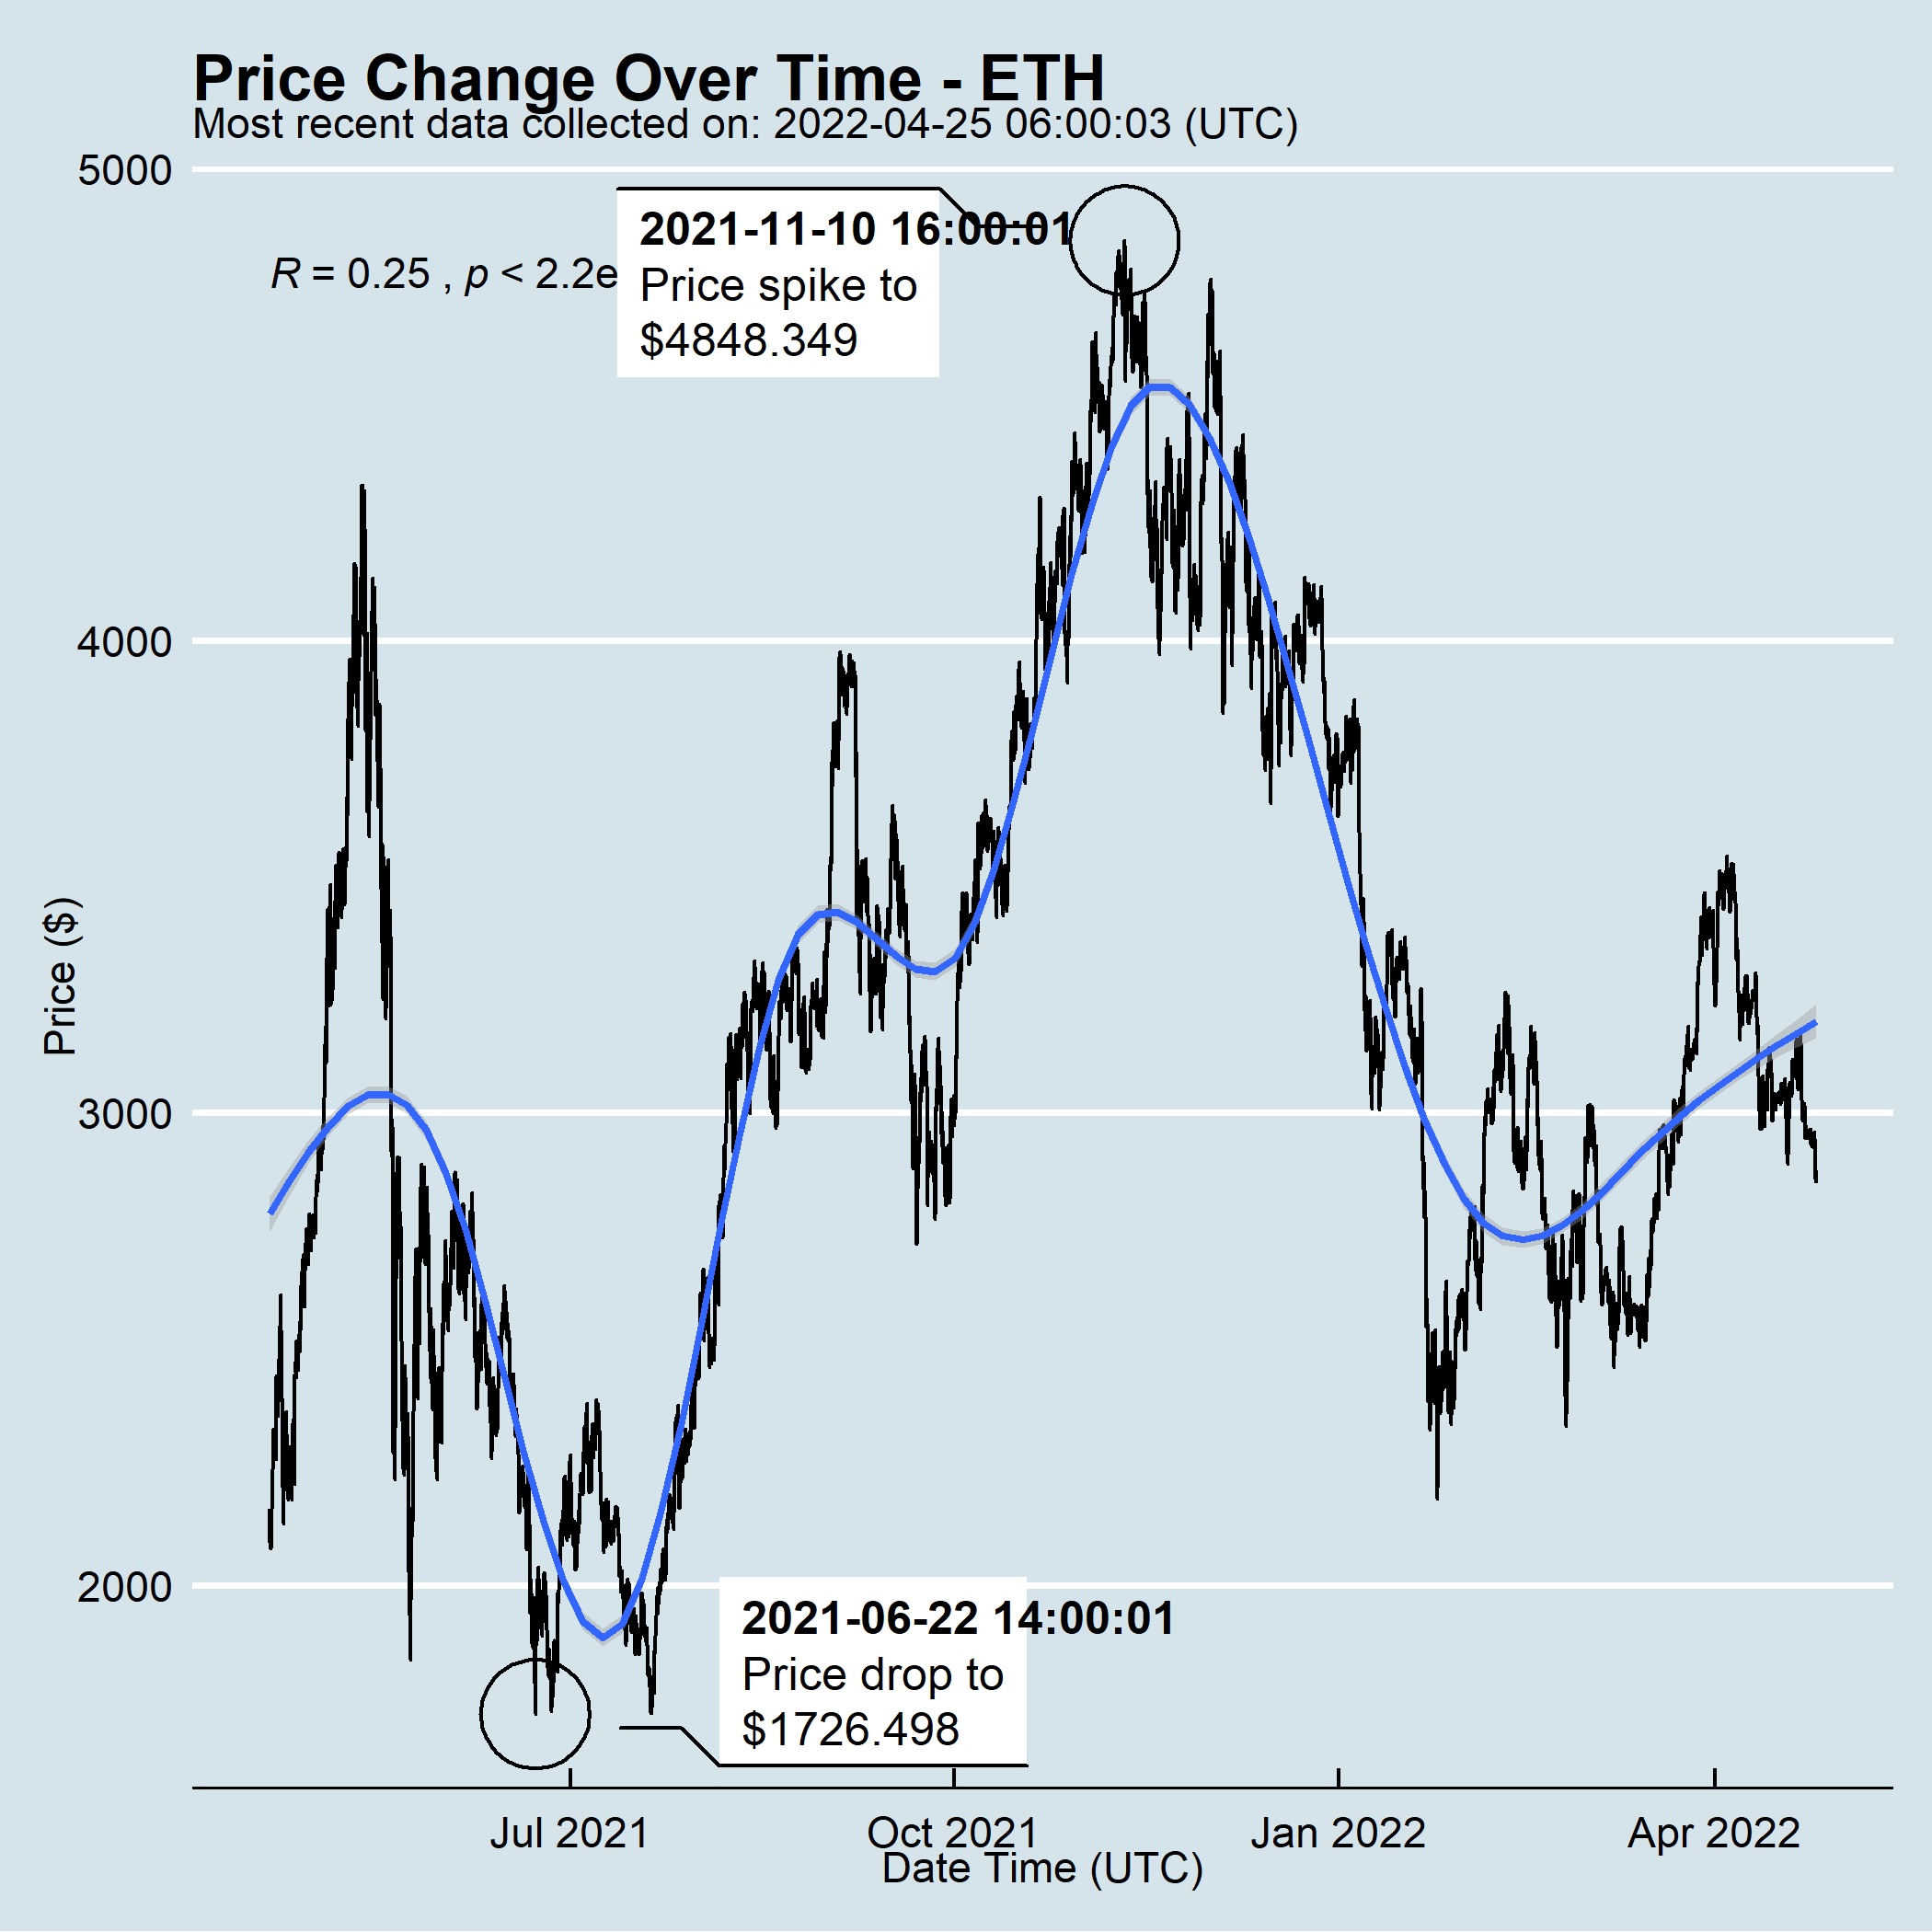 Price Change Over Time - ETH
Most recent data collected on: 2022-04-25 06:00:03 (UTC)
5000
2021-11-10 16:00:01
R = 0.25 , p < 2.2e
Price spike to
$4848.349
4000
Price ($)
3000
2000
2021-06-22 14:00:01
Price drop to
$1726.498
Jul 2021
Oct 2021
Jan 2022
Apr 2022
Date Time (UTC)